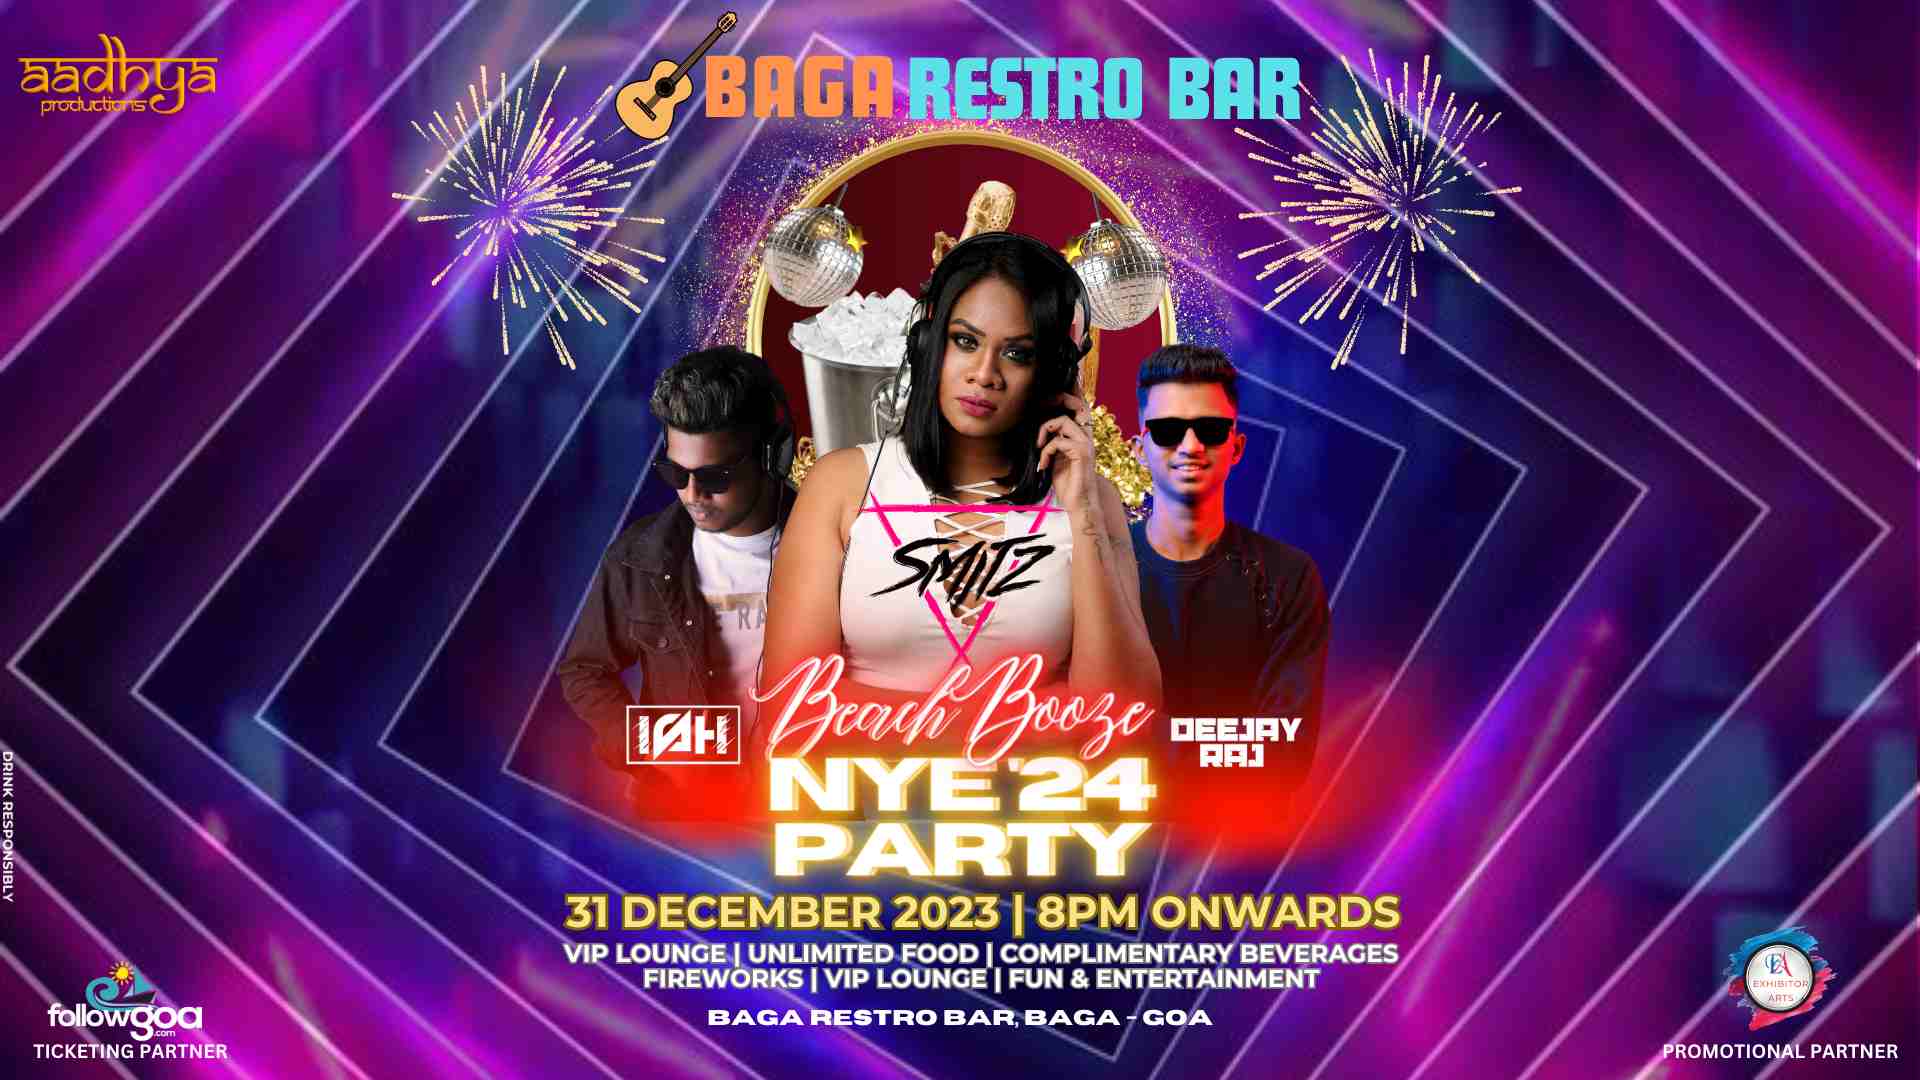 aadhya
productions
BAGA RESTRO BAR
SMITZ
Beach Booze
DEEJAY
RAJ
NYE '24
PARTY
31 DECEMBER 2023 | 8PM ONWARDS
VIP LOUNGE | UNLIMITED FOOD | COMPLIMENTARY BEVERAGES
FIREWORKS | VIP LOUNGE | FUN & ENTERTAINMENT
BAGA RESTRO BAR, BAGA - GOA
DRINK RESPONSIBLY
followgoa
.com
TICKETING PARTNER
EA
EXHIBITOR
ARTS
PROMOTIONAL PARTNER